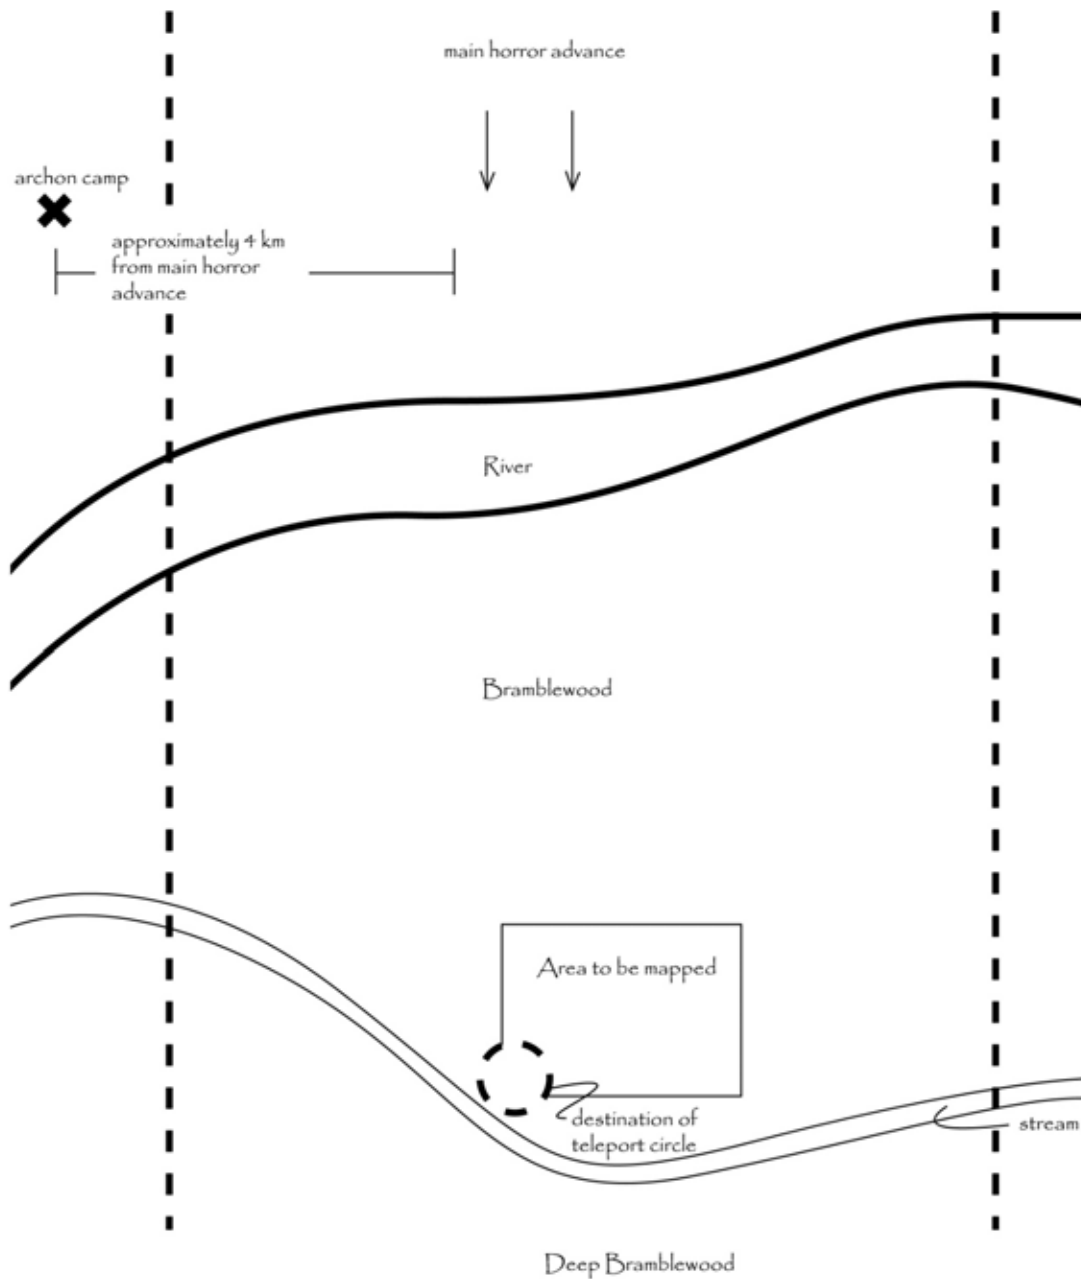 main horror advance
archon camp
approximately 4 km
from main horror
advance
River
Bramblewood
Area to be mapped
destination of
teleport circle
stream
Deep Bramblewood